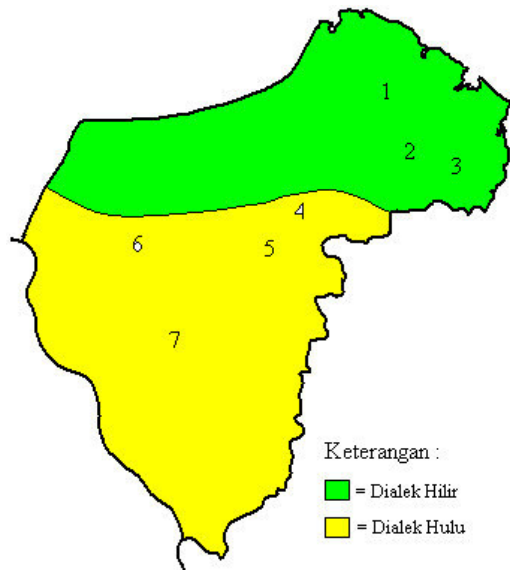 1
2
3
4
5
6
7
Keterangan :
= Dialek Hilir
= Dialek Hulu